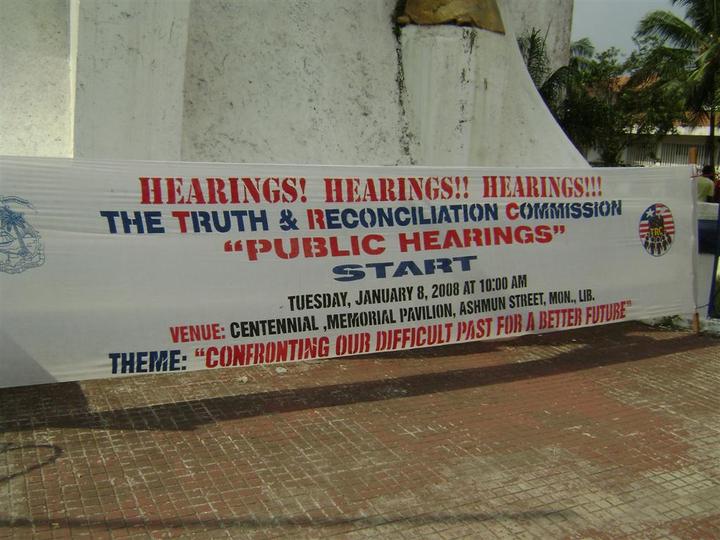 HEARINGS! HEARINGS!! HEARINGS!!!
THE TRUTH & RECONCILIATION COMMISSION
"PUBLIC HEARINGS"
START
TUESDAY, JANUARY 8, 2008 AT 10:00 AM
VENUE: CENTENNIAL ,MEMORIAL PAVILION, ASHMUN STREET, MON., LIB.
THEME: "CONFRONTING OUR DIFFICULT PAST FOR A BETTER FUTURE"
TRC